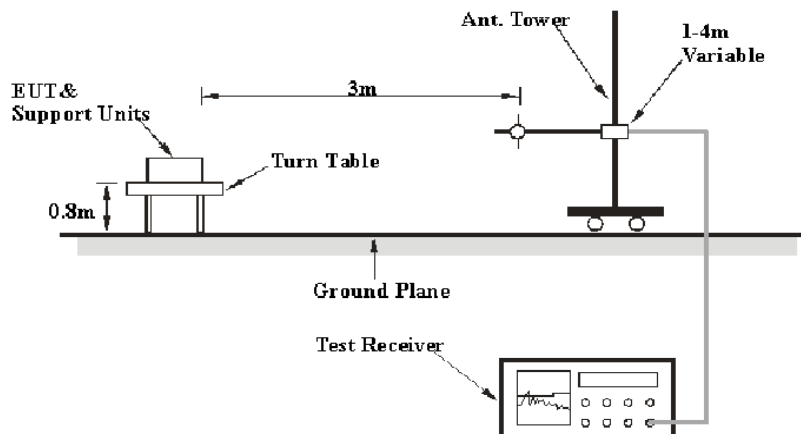 Ant. Tower
1-4m
Variable
EUT&
Support Units
3m
Turn Table
0.8m
Ground Plane
Test Receiver